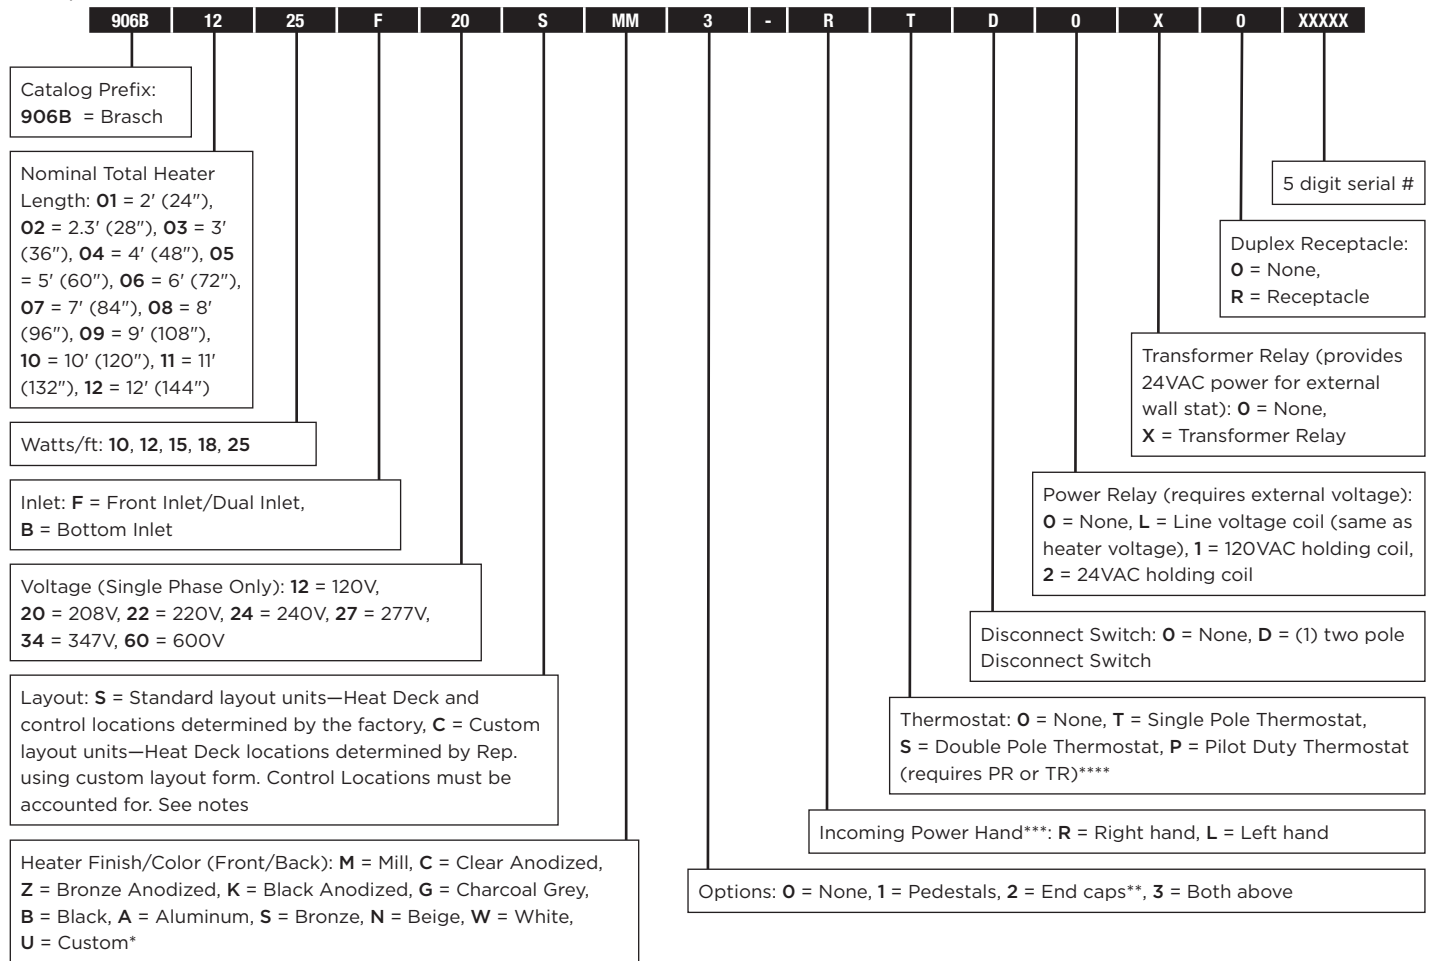 906B 12 25 F 20 S MM 3 - R T D 0 X 0 XXXXX
Catalog Prefix:
906B = Brasch
Nominal Total Heater
Length: 01 = 2' (24"),
02 = 2.3' (28"), 03 = 3'
(36"), 04 = 4' (48"), 05
= 5' (60"), 06 = 6' (72"),
07 = 7' (84"), 08 = 8'
(96"), 09 = 9' (108"),
10 = 10' (120"), 11 = 11'
(132"), 12 = 12' (144")
Watts/ft: 10, 12, 15, 18, 25
Inlet: F = Front Inlet/Dual Inlet,
B = Bottom Inlet
Voltage (Single Phase Only): 12 = 120V,
20 = 208V, 22 = 220V, 24 = 240V, 27 = 277V,
34 = 347V, 60 = 600V
Layout: S = Standard layout units—Heat Deck and
control locations determined by the factory, C = Custom
layout units—Heat Deck locations determined by Rep.
using custom layout form. Control Locations must be
accounted for. See notes
Heater Finish/Color (Front/Back): M = Mill, C = Clear Anodized,
Z = Bronze Anodized, K = Black Anodized, G = Charcoal Grey,
B = Black, A = Aluminum, S = Bronze, N = Beige, W = White,
U = Custom*
5 digit serial #
Duplex Receptacle:
0 = None,
R = Receptacle
Transformer Relay (provides
24VAC power for external
wall stat): 0 = None,
X = Transformer Relay
Power Relay (requires external voltage):
0 = None, L = Line voltage coil (same as
heater voltage), 1 = 120VAC holding coil,
2 = 24VAC holding coil
Disconnect Switch: 0 = None, D = (1) two pole
Disconnect Switch
Thermostat: 0 = None, T = Single Pole Thermostat,
S = Double Pole Thermostat, P = Pilot Duty Thermostat
(requires PR or TR)****
Incoming Power Hand***: R = Right hand, L = Left hand
Options: 0 = None, 1 = Pedestals, 2 = End caps**, 3 = Both above